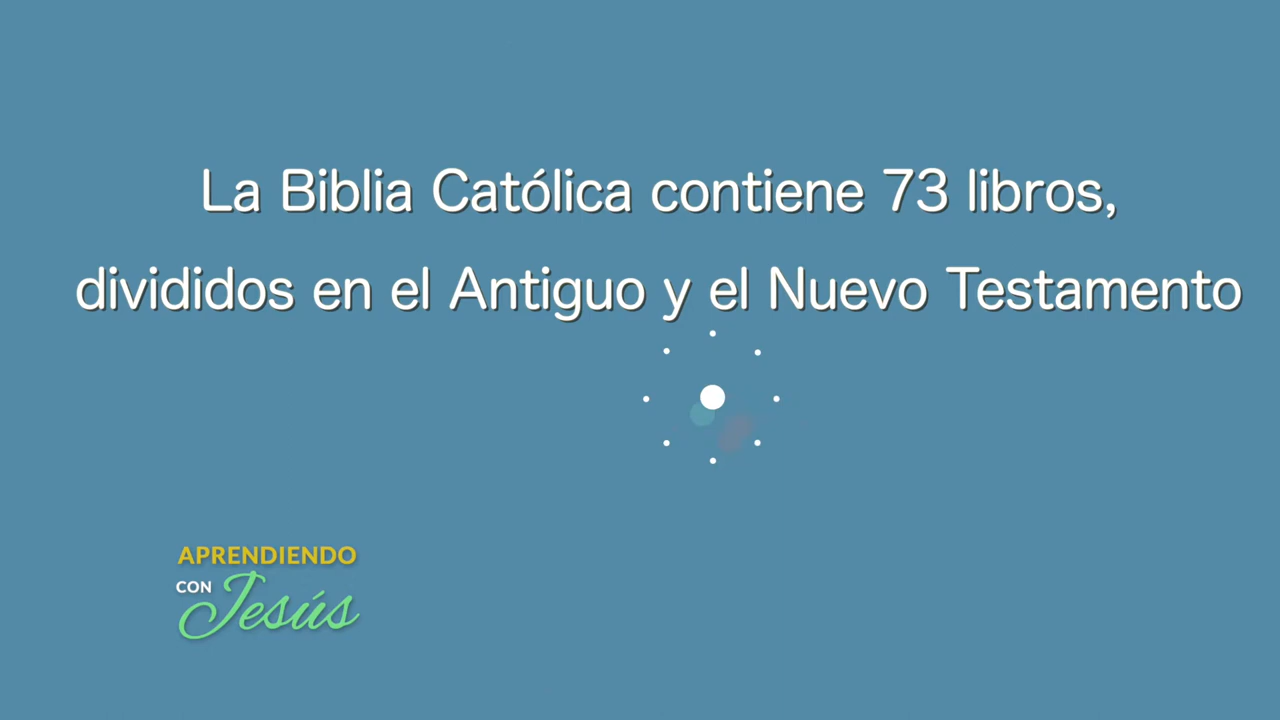 La Biblia Católica contiene 73 libros,
divididos en el Antiguo y el Nuevo Testamento
APRENDIENDO
CON
Jesús